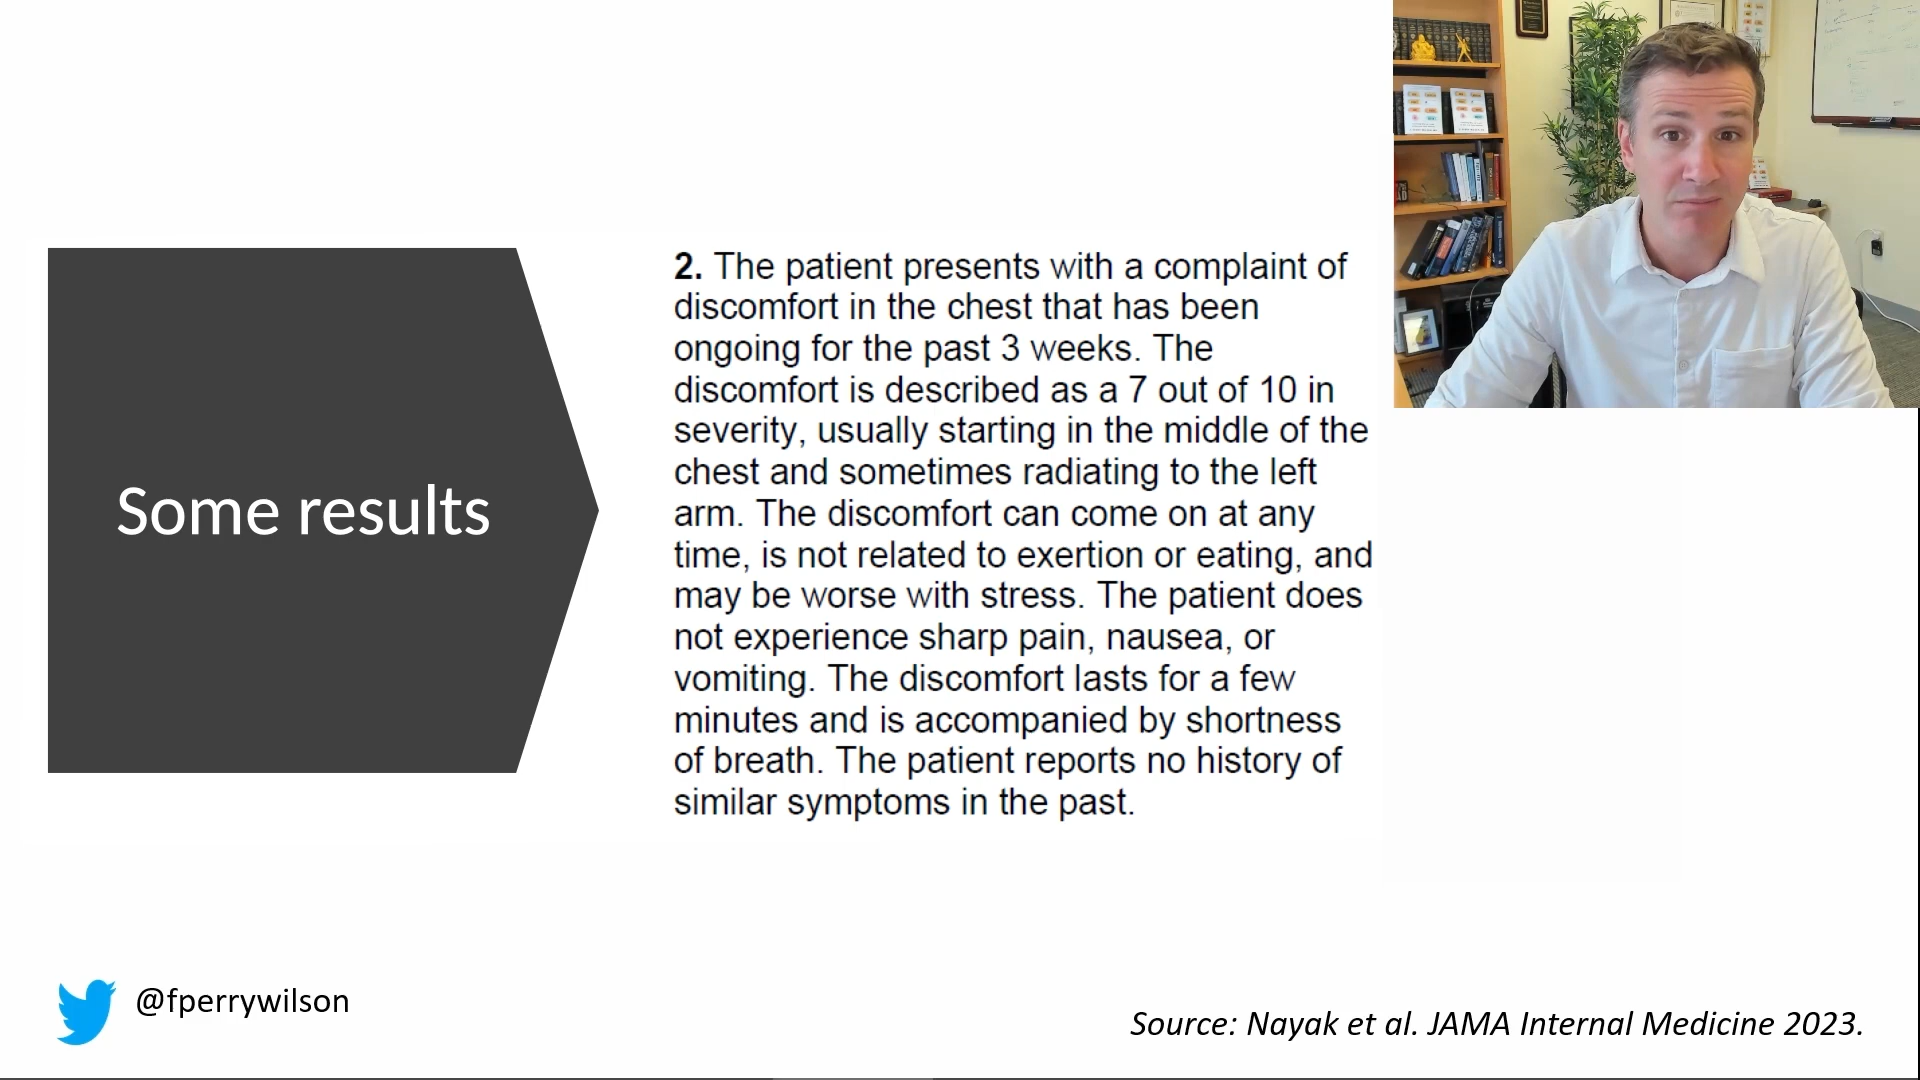 Some results
2. The patient presents with a complaint of
discomfort in the chest that has been
ongoing for the past 3 weeks. The
discomfort is described as a 7 out of 10 in
severity, usually starting in the middle of the
chest and sometimes radiating to the left
arm. The discomfort can come on at any
time, is not related to exertion or eating, and
may be worse with stress. The patient does
not experience sharp pain, nausea, or
vomiting. The discomfort lasts for a few
minutes and is accompanied by shortness
of breath. The patient reports no history of
similar symptoms in the past.
@fperrywilson
Source: Nayak et al. JAMA Internal Medicine 2023.